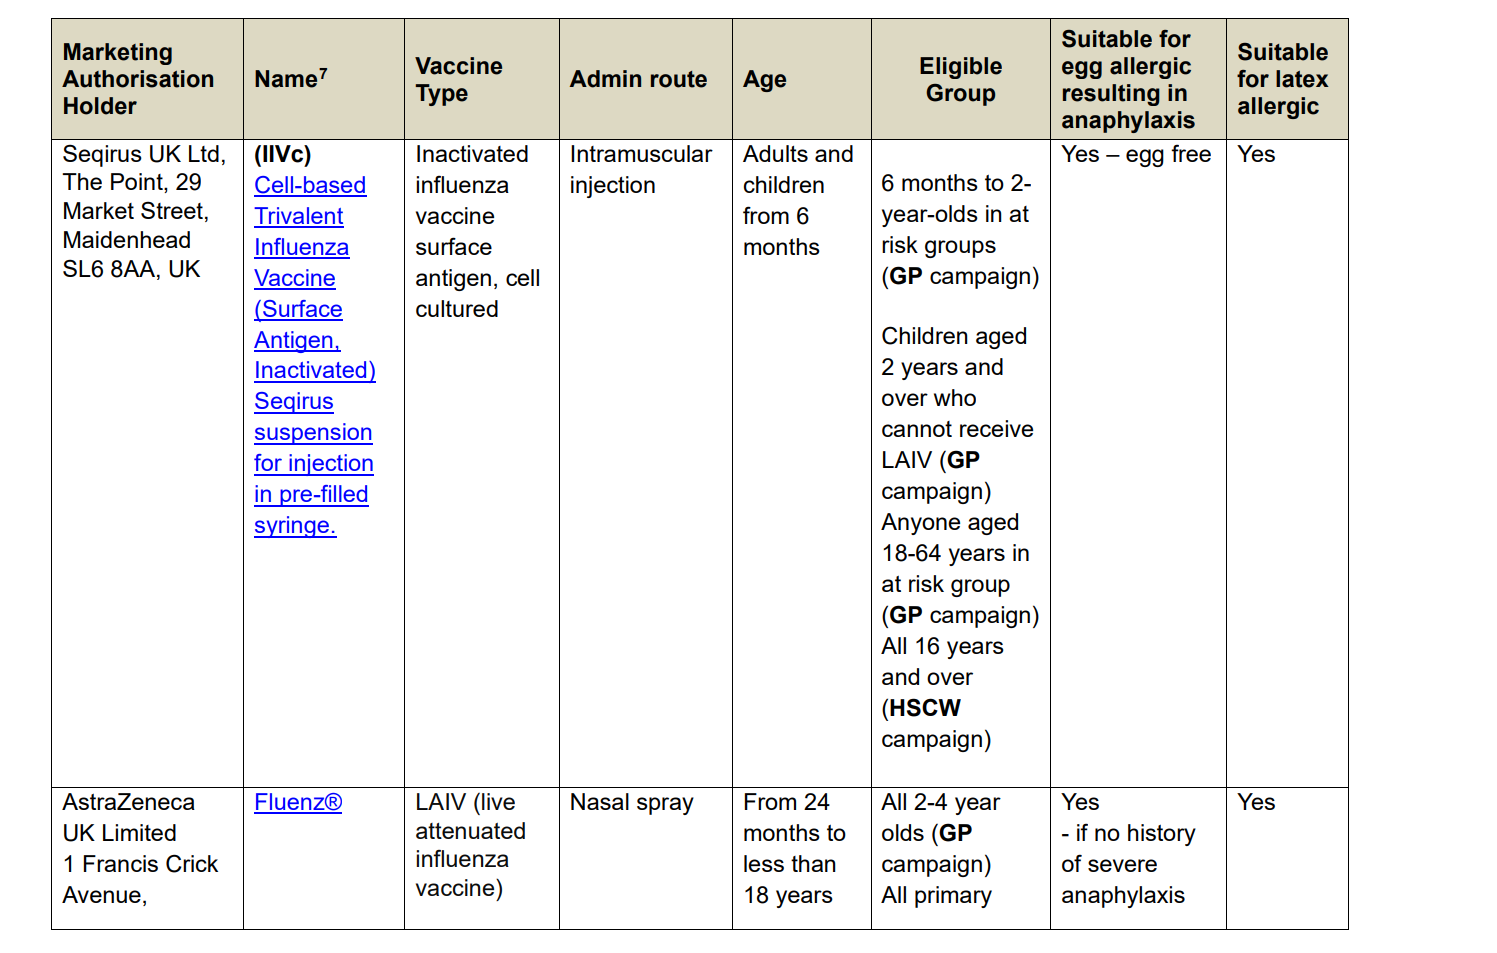 Marketing
Authorisation
Holder
Name⁷
Vaccine
Type
Admin route
Age
Eligible
Group
Suitable for
egg allergic
resulting in
anaphylaxis
Suitable
for latex
allergic
Seqirus UK Ltd,
The Point, 29
Market Street,
Maidenhead
SL6 8AA, UK
(IIVc)
Cell-based
Trivalent
Influenza
Vaccine
(Surface
Antigen,
Inactivated)
Seqirus
suspension
for injection
in pre-filled
syringe.
Inactivated
influenza
vaccine
surface
antigen, cell
cultured
Intramuscular
injection
Adults and
children
from 6
months
6 months to 2-
year-olds in at
risk groups
(GP campaign)
Children aged
2 years and
over who
cannot receive
LAIV (GP
campaign)
Anyone aged
18-64 years in
at risk group
(GP campaign)
All 16 years
and over
(HSCW
campaign)
Yes – egg free
Yes
AstraZeneca
UK Limited
1 Francis Crick
Avenue,
Fluenz®
LAIV (live
attenuated
influenza
vaccine)
Nasal spray
From 24
months to
less than
18 years
All 2-4 year
olds (GP
campaign)
All primary
Yes
- if no history
of severe
anaphylaxis
Yes